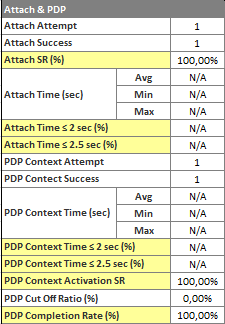 Attach & PDP
Attach Attempt 1
Attach Success 1
Attach SR (%) 100,00%
Attach Time (sec) Avg N/A
Min N/A
Max N/A
Attach Time ≤ 2 sec (%) N/A
Attach Time ≤ 2.5 sec (%) N/A
PDP Context Attempt 1
PDP Contect Success 1
PDP Context Time (sec) Avg N/A
Min N/A
Max N/A
PDP Context Time ≤ 2 sec (%) N/A
PDP Context Time ≤ 2.5 sec (%) N/A
PDP Context Activation SR 100,00%
PDP Cut Off Ratio (%) 0,00%
PDP Completion Rate (%) 100,00%